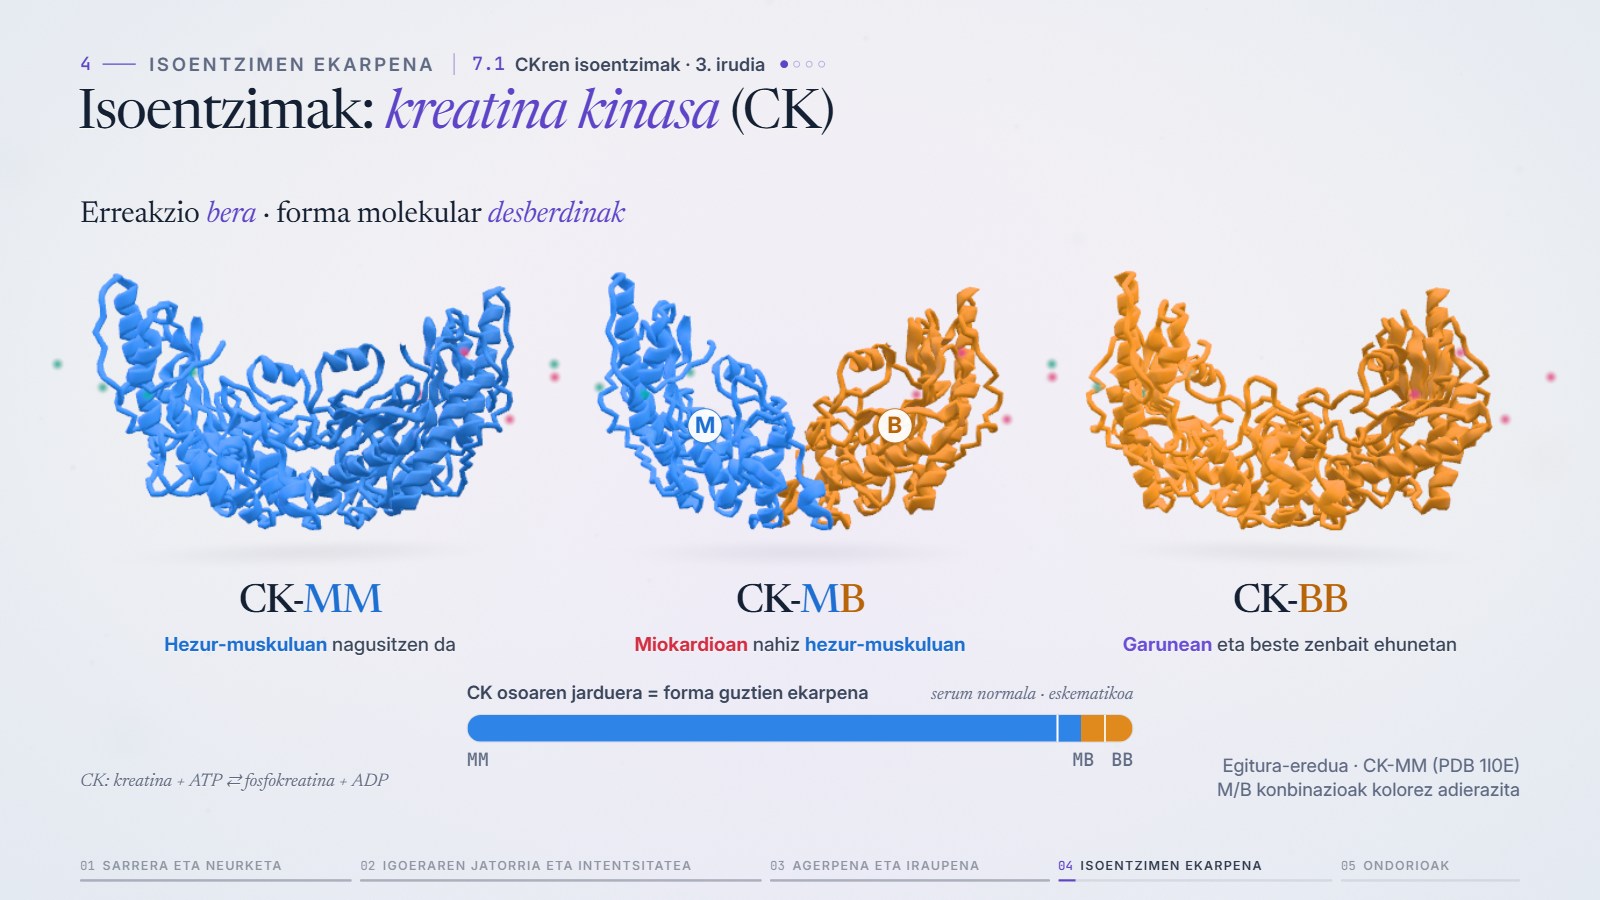 4 — ISOENTZIMEN EKARPENA | 7.1 CKren isoentzimak · 3. irudia
Isoentzimak: kreatina kinasa (CK)
Erreakzio bera · forma molekular desberdinak
M
B
CK-MM
Hezur-muskuluan nagusitzen da
CK-MB
Miokardioan nahiz hezur-muskuluan
CK-BB
Garunean eta beste zenbait ehunetan
CK osoaren jarduera = forma guztien ekarpena
serum normala · eskematikoa
MM
MB
BB
CK: kreatina + ATP ⇄ fosfokreatina + ADP
Egitura-eredua · CK-MM (PDB 1I0E)
M/B konbinazioak kolorez adierazita
01 SARRERA ETA NEURKETA
02 IGOERAREN JATORRIA ETA INTENTSITATEA
03 AGERPENA ETA IRAUPENA
04 ISOENTZIMEN EKARPENA
05 ONDORIOAK